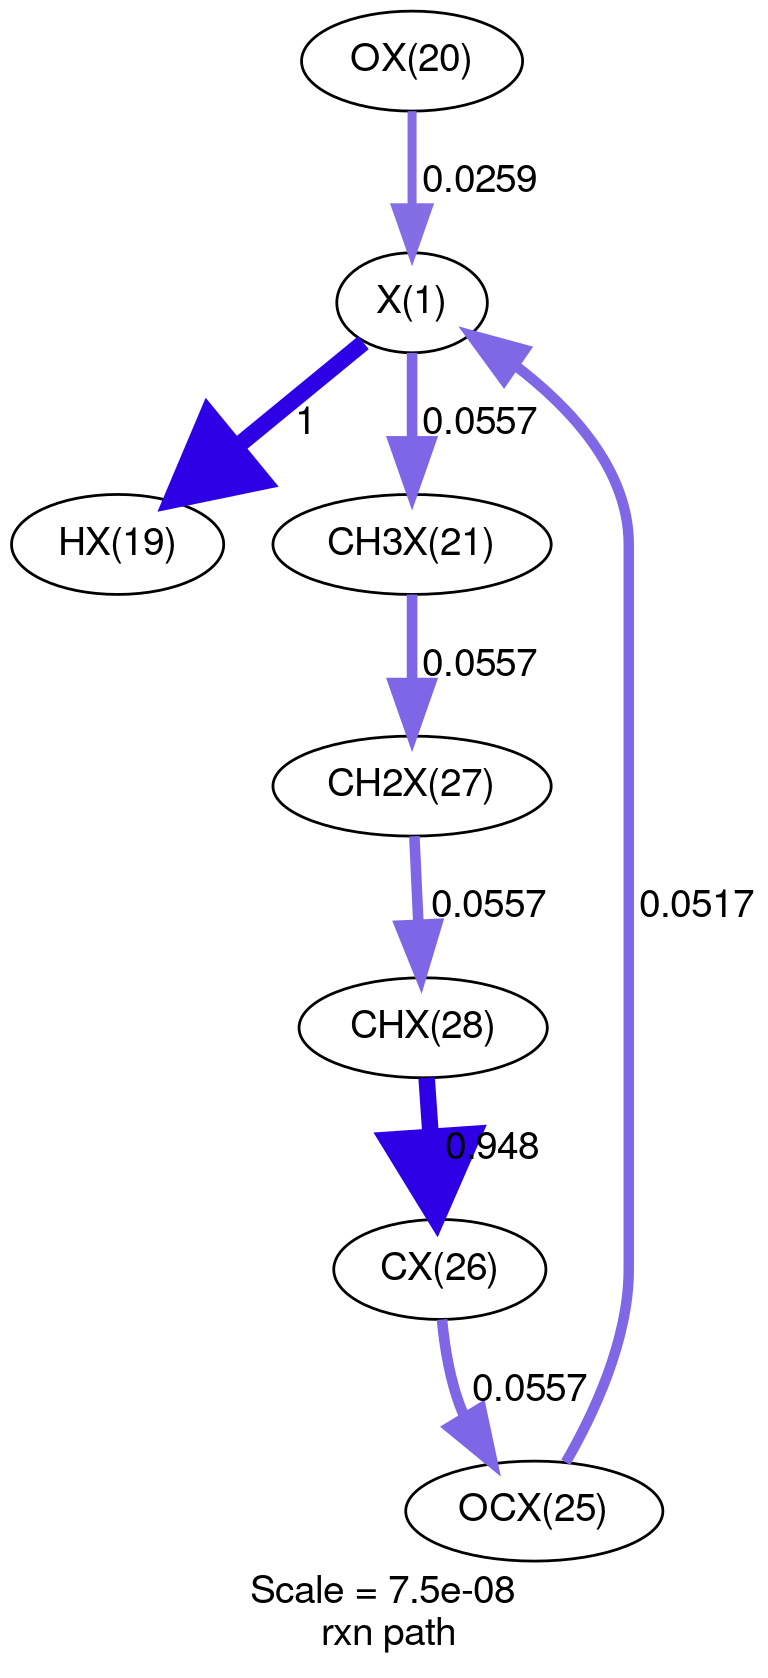 OX(20)
0.0259
X(1)
1
0.0557
HX(19)
CH3X(21)
0.0557
CH2X(27)
0.0557
0.0517
CHX(28)
0.948
CX(26)
0.0557
OCX(25)
Scale = 7.5e-08
rxn path